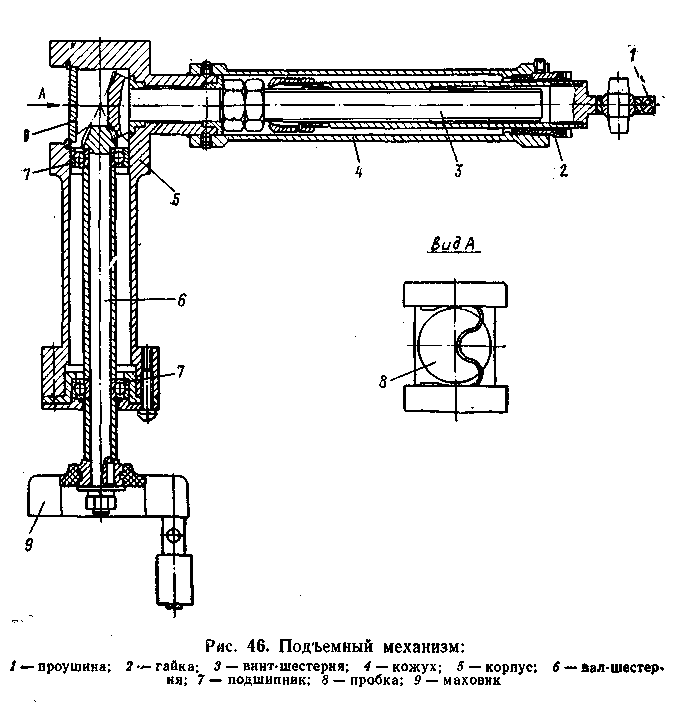 А
1
8
7
5
4
3
2
Вид А
6
8
7
9
Рис. 46. Подъемный механизм:
1 — проушина; 2 — гайка; 3 — винт-шестерня; 4 — кожух; 5 — корпус; 6 — вал-шестер-
ня; 7 — подшипник; 8 — пробка; 9 — маховик